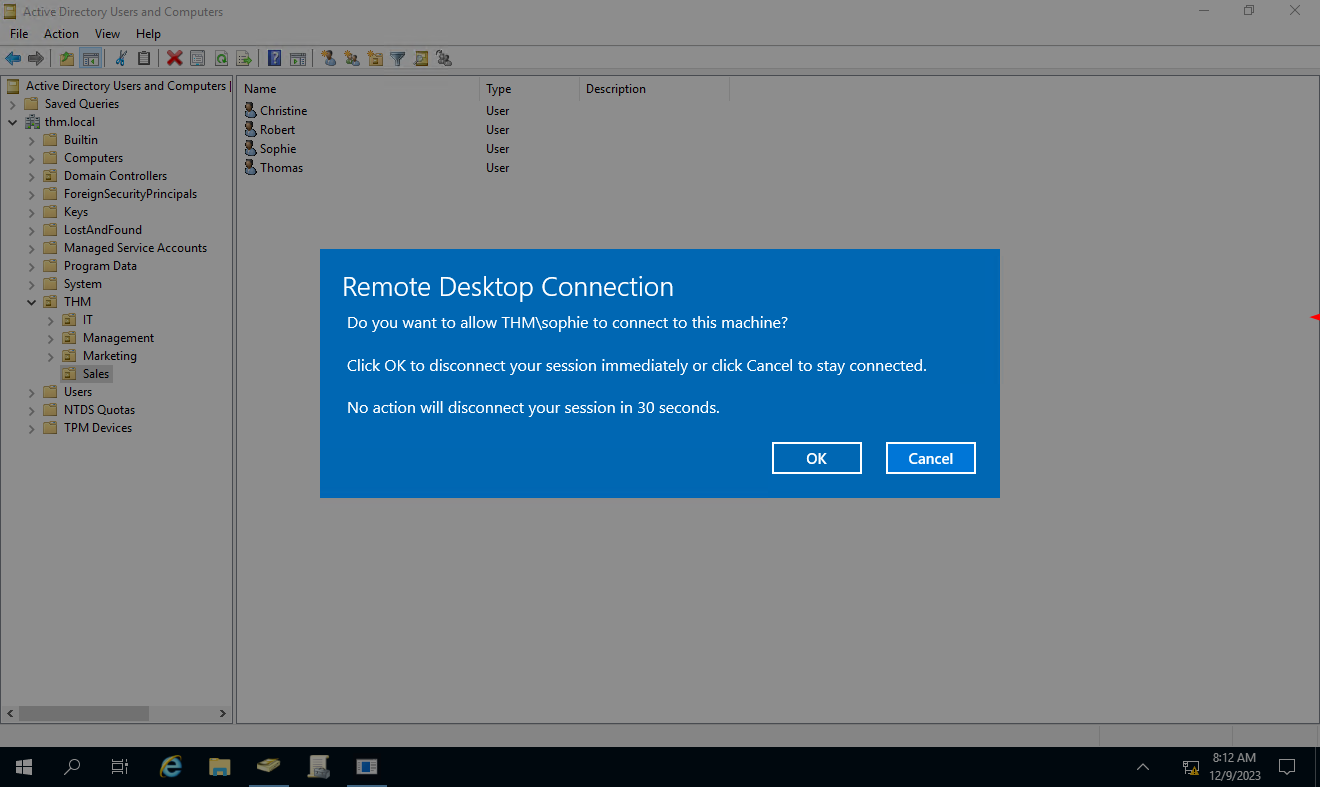 Active Directory Users and Computers
File Action View Help
Active Directory Users and Computers [
Saved Queries
thm.local
Builtin
Computers
Domain Controllers
ForeignSecurityPrincipals
Keys
LostAndFound
Managed Service Accounts
Program Data
System
THM
IT
Management
Marketing
Sales
Users
NTDS Quotas
TPM Devices
Name Type Description
Christine User
Robert User
Sophie User
Thomas User
Remote Desktop Connection
Do you want to allow THM\sophie to connect to this machine?
Click OK to disconnect your session immediately or click Cancel to stay connected.
No action will disconnect your session in 30 seconds.
OK Cancel
8:12 AM
12/9/2023